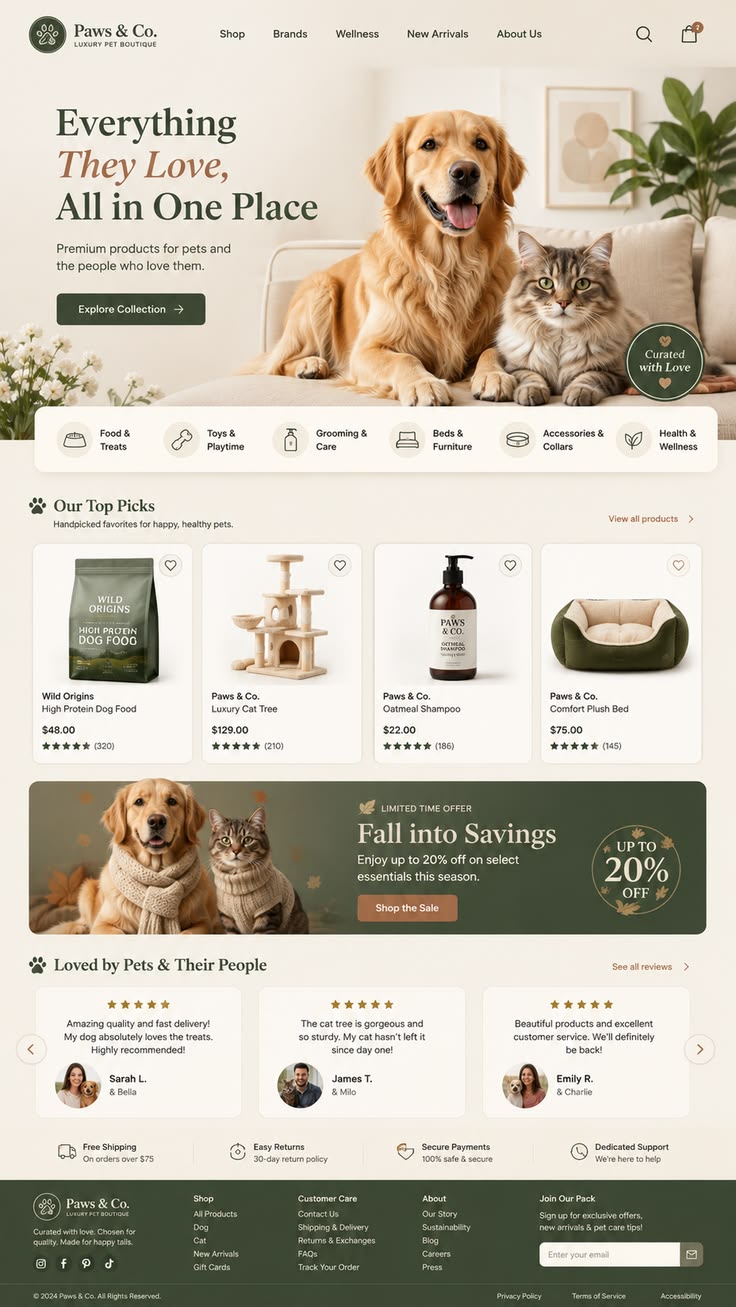 Paws & Co.
LUXURY PET BOUTIQUE
Shop
Brands
Wellness
New Arrivals
About Us
2
Everything
They Love,
All in One Place
Premium products for pets and
the people who love them.
Explore Collection
Curated
with Love
Food &
Treats
Toys &
Playtime
Grooming &
Care
Beds &
Furniture
Accessories &
Collars
Health &
Wellness
Our Top Picks
Handpicked favorites for happy, healthy pets.
View all products
WILD
ORIGINS
HIGH PROTEIN
DOG FOOD
Wild Origins
High Protein Dog Food
$48.00
(320)
Paws & Co.
Luxury Cat Tree
$129.00
(210)
PAWS
& CO.
OATMEAL
SHAMPOO
Paws & Co.
Oatmeal Shampoo
$22.00
(186)
Paws & Co.
Comfort Plush Bed
$75.00
(145)
LIMITED TIME OFFER
Fall into Savings
Enjoy up to 20% off on select
essentials this season.
Shop the Sale
UP TO
20%
OFF
Loved by Pets & Their People
See all reviews
Amazing quality and fast delivery!
My dog absolutely loves the treats.
Highly recommended!
Sarah L.
& Bella
The cat tree is gorgeous and
so sturdy. My cat hasn't left it
since day one!
James T.
& Milo
Beautiful products and excellent
customer service. We'll definitely
be back!
Emily R.
& Charlie
Free Shipping
On orders over $75
Easy Returns
30-day return policy
Secure Payments
100% safe & secure
Dedicated Support
We're here to help
Paws & Co.
LUXURY PET BOUTIQUE
Curated with love. Chosen for
quality. Made for happy tails.
Shop
All Products
Dog
Cat
New Arrivals
Gift Cards
Customer Care
Contact Us
Shipping & Delivery
Returns & Exchanges
FAQs
Track Your Order
About
Our Story
Sustainability
Blog
Careers
Press
Join Our Pack
Sign up for exclusive offers,
new arrivals & pet care tips!
Enter your email
© 2024 Paws & Co. All Rights Reserved.
Privacy Policy
Terms of Service
Accessibility